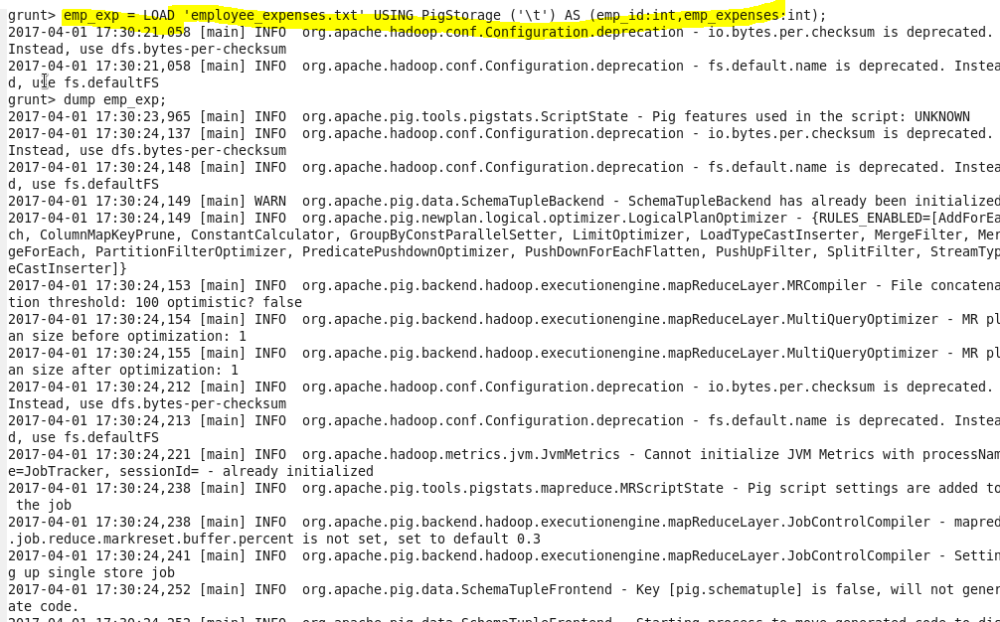 grunt> emp_exp = LOAD 'employee_expenses.txt' USING PigStorage ('\t') AS (emp_id:int,emp_expenses:int);
2017-04-01 17:30:21,058 [main] INFO  org.apache.hadoop.conf.Configuration.deprecation - io.bytes.per.checksum is deprecated.
Instead, use dfs.bytes-per-checksum
2017-04-01 17:30:21,058 [main] INFO  org.apache.hadoop.conf.Configuration.deprecation - fs.default.name is deprecated. Instea
d, use fs.defaultFS
grunt> dump emp_exp;
2017-04-01 17:30:23,965 [main] INFO  org.apache.pig.tools.pigstats.ScriptState - Pig features used in the script: UNKNOWN
2017-04-01 17:30:24,137 [main] INFO  org.apache.hadoop.conf.Configuration.deprecation - io.bytes.per.checksum is deprecated.
Instead, use dfs.bytes-per-checksum
2017-04-01 17:30:24,148 [main] INFO  org.apache.hadoop.conf.Configuration.deprecation - fs.default.name is deprecated. Instea
d, use fs.defaultFS
2017-04-01 17:30:24,149 [main] WARN  org.apache.pig.data.SchemaTupleBackend - SchemaTupleBackend has already been initialized
2017-04-01 17:30:24,149 [main] INFO  org.apache.pig.newplan.logical.optimizer.LogicalPlanOptimizer - {RULES_ENABLED=[AddForEa
ch, ColumnMapKeyPrune, ConstantCalculator, GroupByConstParallelSetter, LimitOptimizer, LoadTypeCastInserter, MergeFilter, Mer
geForEach, PartitionFilterOptimizer, PredicatePushdownOptimizer, PushDownForEachFlatten, PushUpFilter, SplitFilter, StreamTyp
eCastInserter]}
2017-04-01 17:30:24,153 [main] INFO  org.apache.pig.backend.hadoop.executionengine.mapReduceLayer.MRCompiler - File concatena
tion threshold: 100 optimistic? false
2017-04-01 17:30:24,154 [main] INFO  org.apache.pig.backend.hadoop.executionengine.mapReduceLayer.MultiQueryOptimizer - MR pl
an size before optimization: 1
2017-04-01 17:30:24,155 [main] INFO  org.apache.pig.backend.hadoop.executionengine.mapReduceLayer.MultiQueryOptimizer - MR pl
an size after optimization: 1
2017-04-01 17:30:24,212 [main] INFO  org.apache.hadoop.conf.Configuration.deprecation - io.bytes.per.checksum is deprecated.
Instead, use dfs.bytes-per-checksum
2017-04-01 17:30:24,213 [main] INFO  org.apache.hadoop.conf.Configuration.deprecation - fs.default.name is deprecated. Instea
d, use fs.defaultFS
2017-04-01 17:30:24,221 [main] INFO  org.apache.hadoop.metrics.jvm.JvmMetrics - Cannot initialize JVM Metrics with processNam
e=JobTracker, sessionId= - already initialized
2017-04-01 17:30:24,238 [main] INFO  org.apache.pig.tools.pigstats.mapreduce.MRScriptState - Pig script settings are added to
 the job
2017-04-01 17:30:24,238 [main] INFO  org.apache.pig.backend.hadoop.executionengine.mapReduceLayer.JobControlCompiler - mapred
.job.reduce.markreset.buffer.percent is not set, set to default 0.3
2017-04-01 17:30:24,241 [main] INFO  org.apache.pig.backend.hadoop.executionengine.mapReduceLayer.JobControlCompiler - Settin
g up single store job
2017-04-01 17:30:24,252 [main] INFO  org.apache.pig.data.SchemaTupleFrontend - Key [pig.schematuple] is false, will not gener
ate code.
2017-04-01 17:30:24,252 [main] INFO  org.apache.pig.data.SchemaTupleFrontend - Starting process to move generated code to di